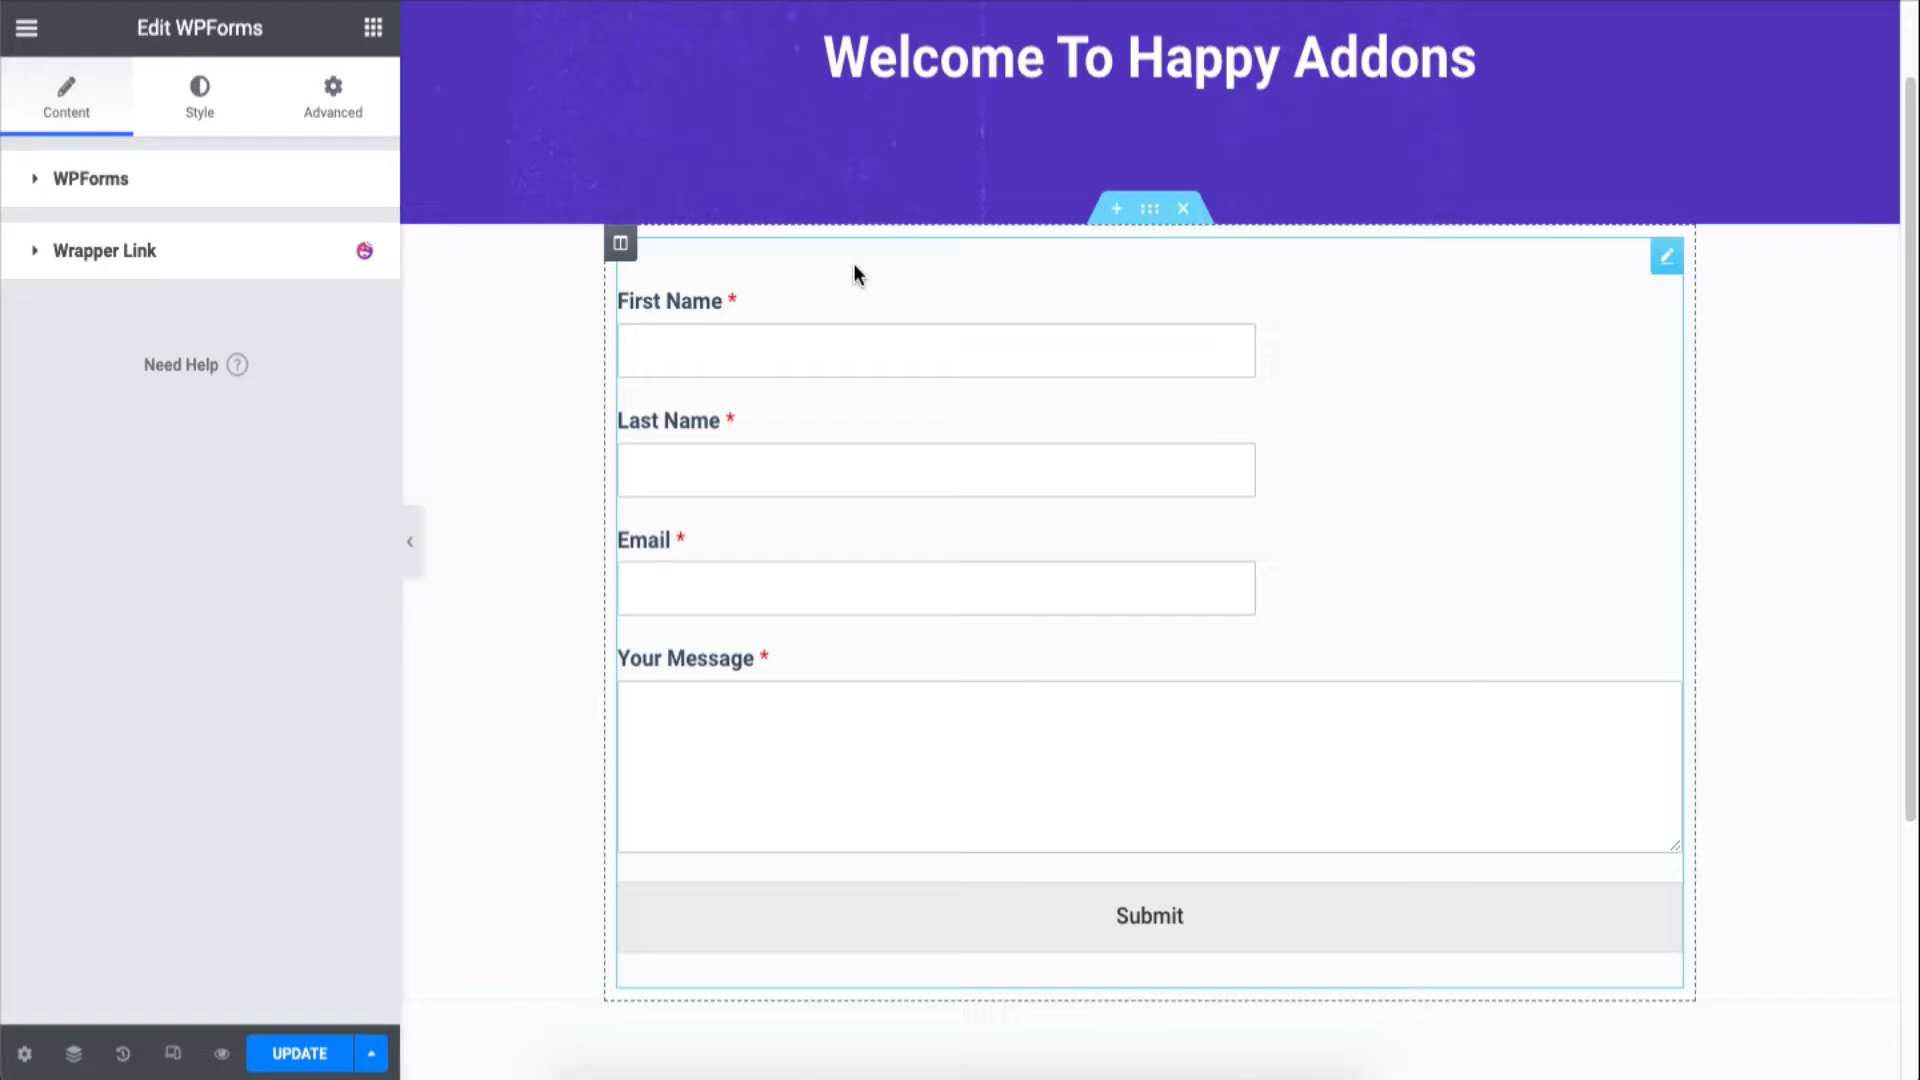 Edit WPForms
Content
Style
Advanced
WPForms
Wrapper Link
Need Help ?
UPDATE
Welcome To Happy Addons
First Name *
Last Name *
Email *
Your Message *
Submit